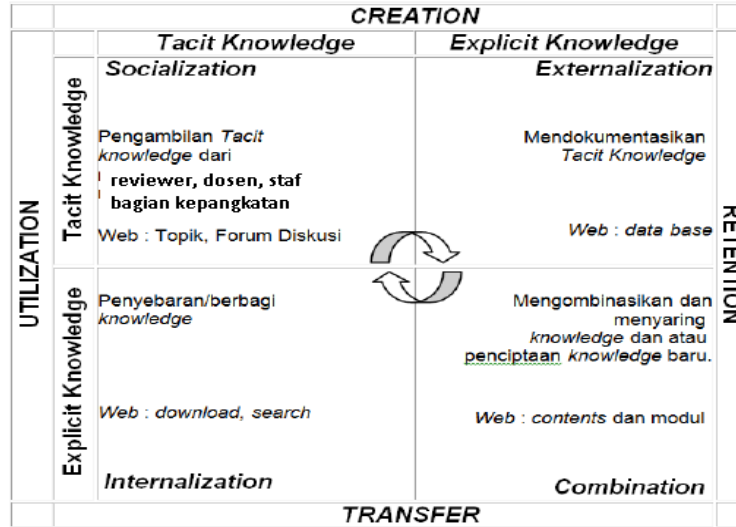 CREATION
Tacit Knowledge
Explicit Knowledge
UTILIZATION
Tacit Knowledge
Socialization
Pengambilan Tacit
knowledge dari
reviewer, dosen, staf
bagian kepangkatan
Web : Topik, Forum Diskusi
Externalization
Mendokumentasikan
Tacit Knowledge
Web : data base
RETENTION
Explicit Knowledge
Penyebaran/berbagi
knowledge
Web : download, search
Internalization
Mengombinasikan dan
menyaring
knowledge dan atau
penciptaan knowledge baru.
Web : contents dan modul
Combination
TRANSFER